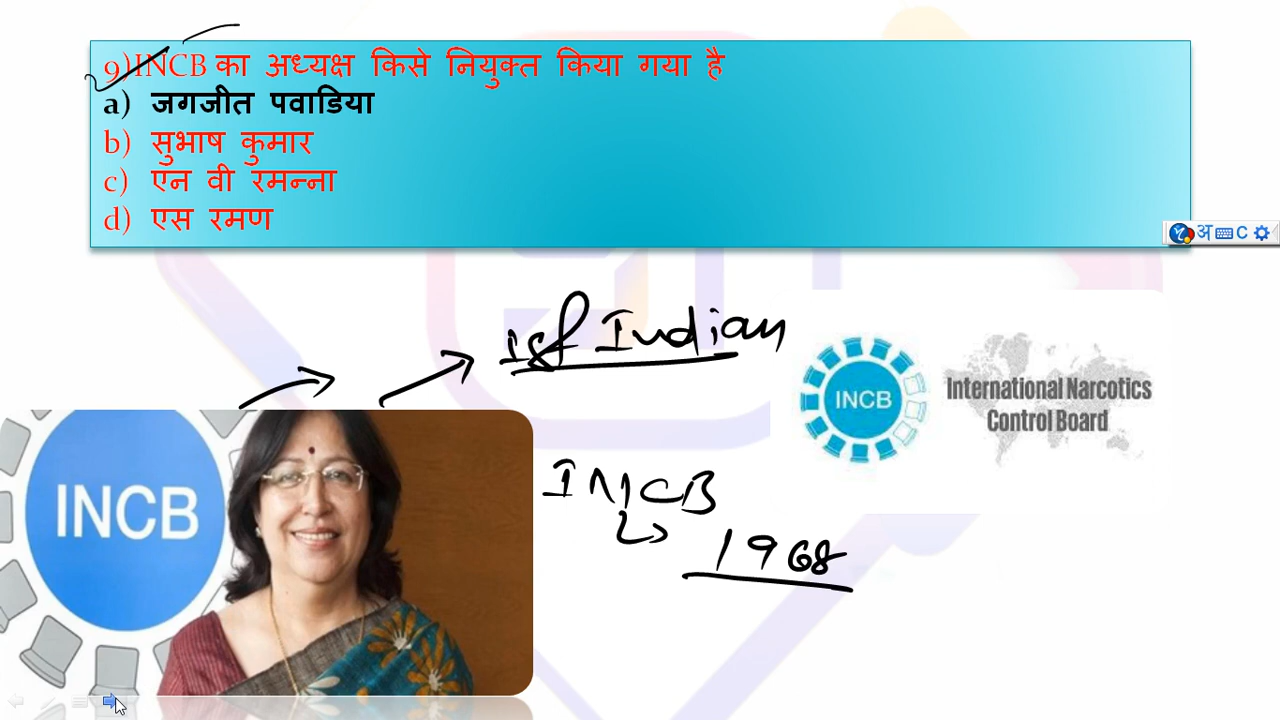 9) INCB का अध्यक्ष किसे नियुक्त किया गया है
a) जगजीत पवाडिया
b) सुभाष कुमार
c) एन वी रमन्ना
d) एस रमण
अ C
1st Indian
INCB
International Narcotics
Control Board
INCB
INCB
1968